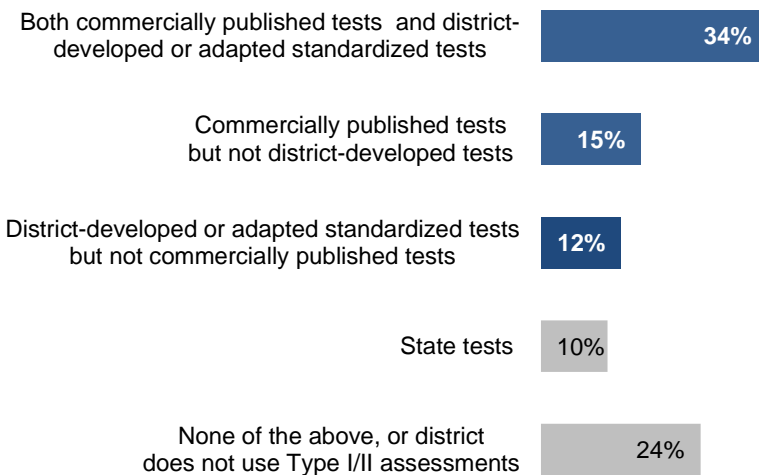 Both commercially published tests and district-
developed or adapted standardized tests
34%
Commercially published tests
but not district-developed tests
15%
District-developed or adapted standardized tests
but not commercially published tests
12%
State tests
10%
None of the above, or district
does not use Type I/II assessments
24%